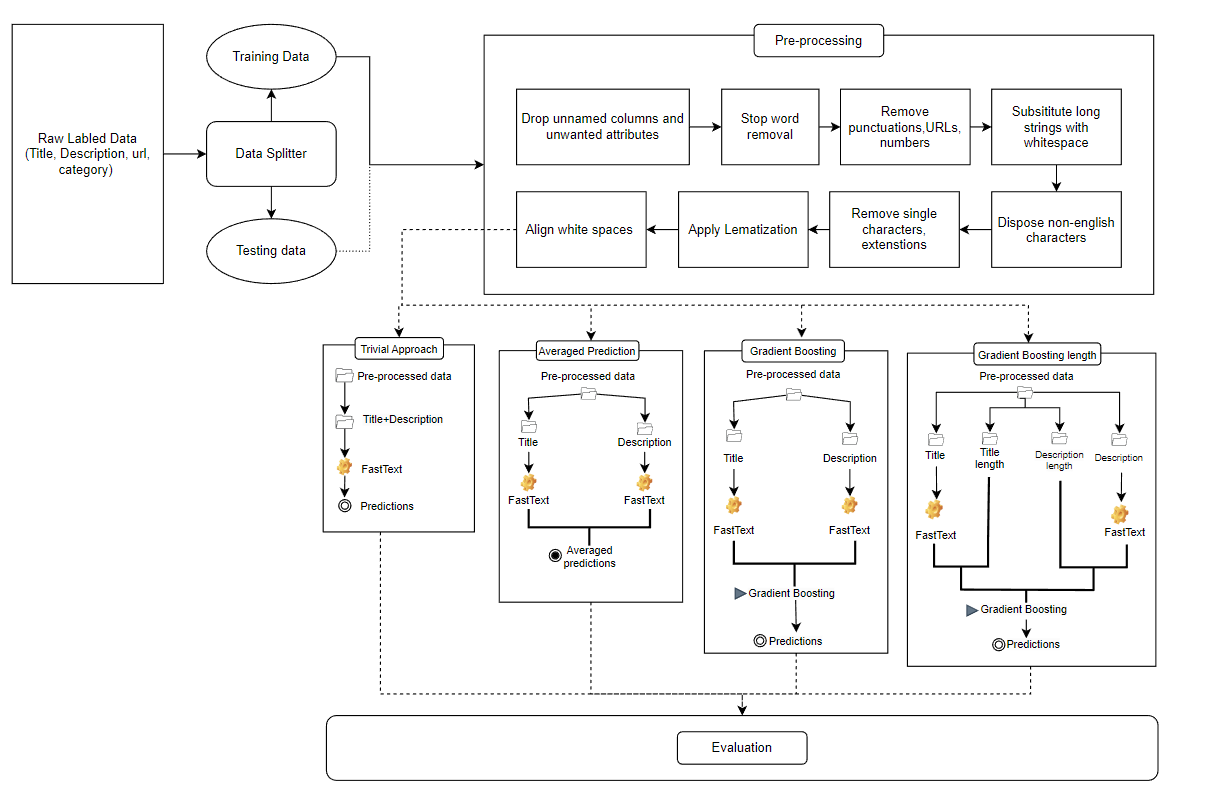 Raw Labled Data
(Title, Description, url,
category)
Training Data
Data Splitter
Testing data
Pre-processing
Drop unnamed columns and
unwanted attributes
Stop word
removal
Remove
punctuations,URLs,
numbers
Subsititute long
strings with
whitespace
Dispose non-english
characters
Remove single
characters,
extenstions
Apply Lematization
Align white spaces
Trivial Approach
Pre-processed data
Title+Description
FastText
Predictions
Averaged Prediction
Pre-processed data
Title
Description
FastText
FastText
Averaged
predictions
Gradient Boosting
Pre-processed data
Title
Description
FastText
FastText
Gradient Boosting
Predictions
Gradient Boosting length
Pre-processed data
Title
Title
length
Description
length
Description
FastText
FastText
Gradient Boosting
Predictions
Evaluation